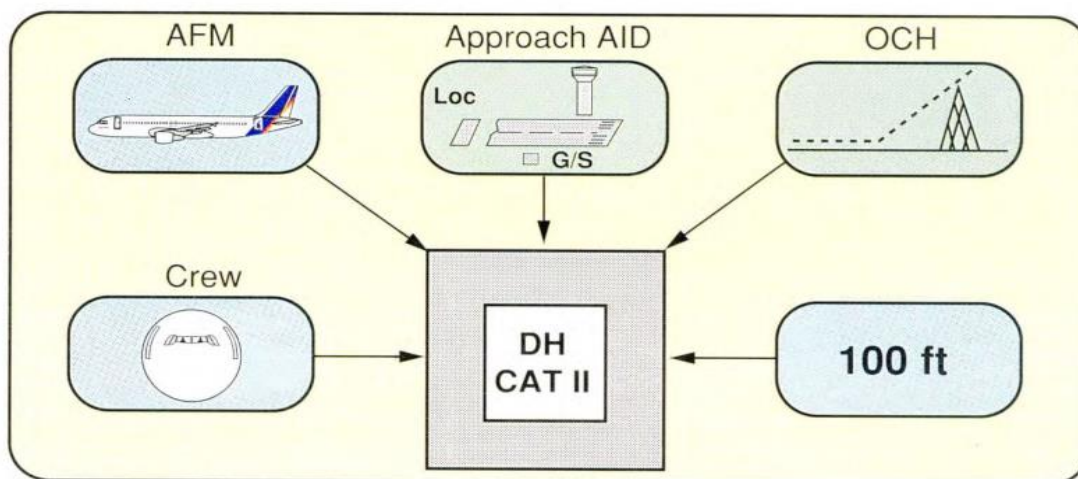 AFM
Approach AID
OCH
Loc
G/S
Crew
DH
CAT II
100 ft